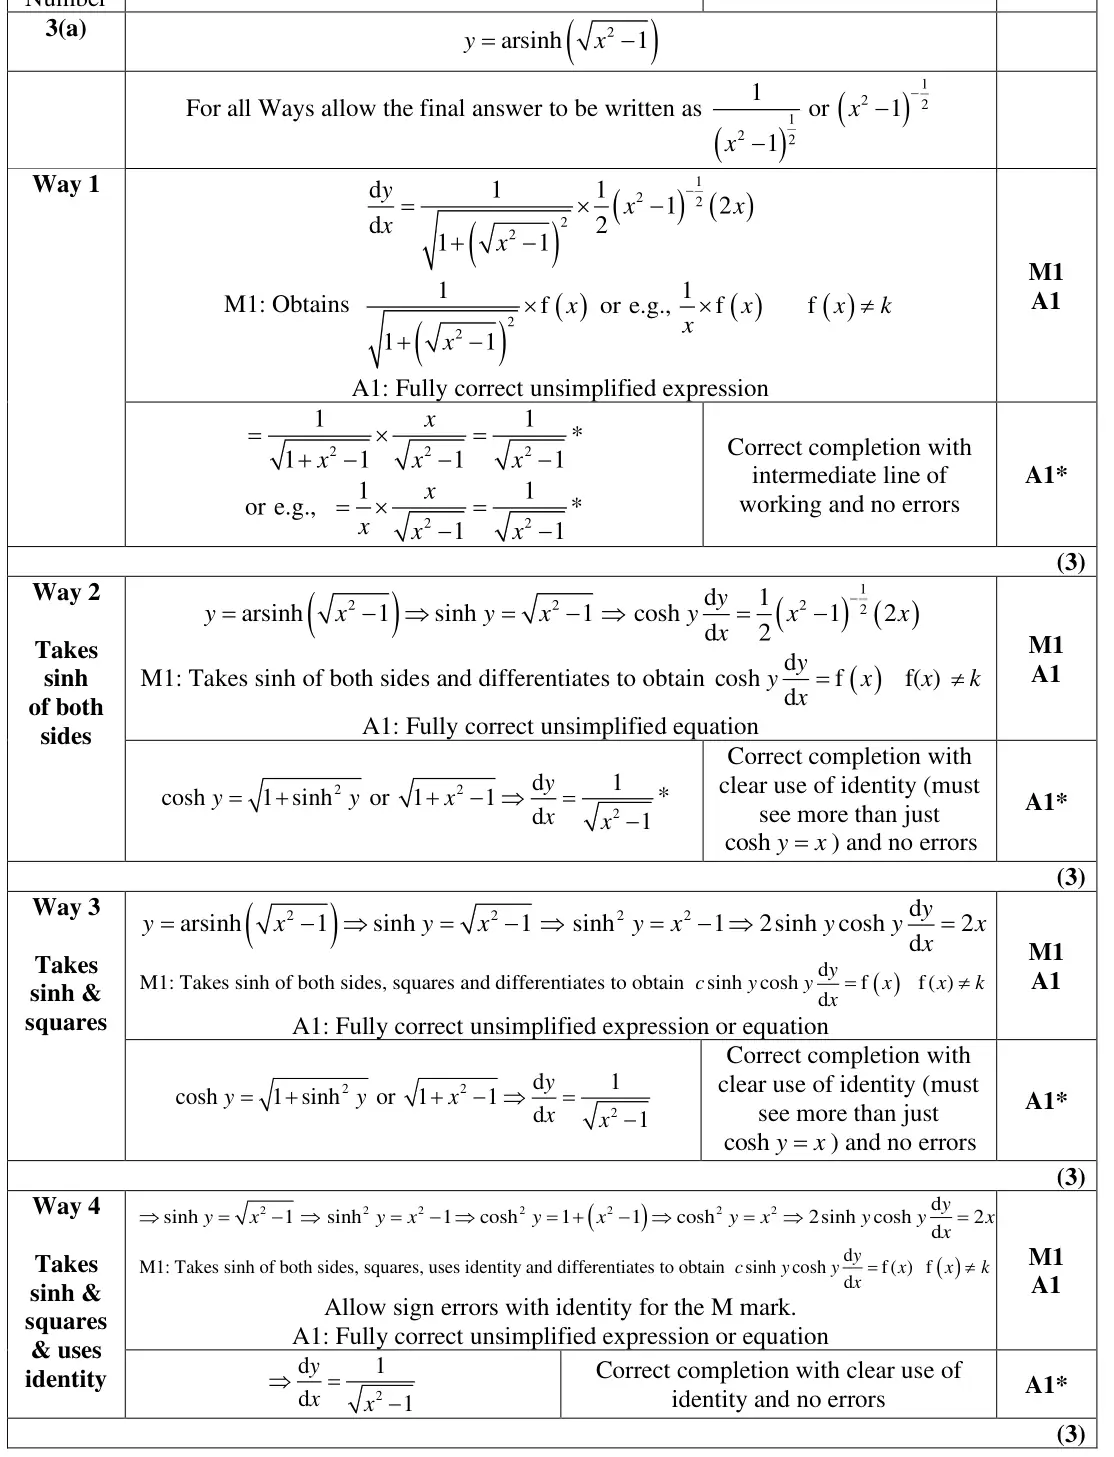 Number
3(a)
y = arsinh(√(x² − 1))
For all Ways allow the final answer to be written as 1/(x² − 1)^(1/2) or (x² − 1)^(−1/2)
Way 1
dy/dx = 1/√(1 + (√(x² − 1))²) × 1/2 (x² − 1)^(−1/2) (2x)
M1: Obtains 1/√(1 + (√(x² − 1))²) × f(x) or e.g., 1/x × f(x)   f(x) ≠ k
A1: Fully correct unsimplified expression
M1
A1
= 1/√(1 + x² − 1) × x/√(x² − 1) = 1/√(x² − 1) *
or e.g., = 1/x × x/√(x² − 1) = 1/√(x² − 1) *
Correct completion with
intermediate line of
working and no errors
A1*
(3)
Way 2
Takes
sinh
of both
sides
y = arsinh(√(x² − 1)) ⇒ sinh y = √(x² − 1) ⇒ cosh y dy/dx = 1/2 (x² − 1)^(−1/2) (2x)
M1: Takes sinh of both sides and differentiates to obtain cosh y dy/dx = f(x)   f(x) ≠ k
A1: Fully correct unsimplified equation
M1
A1
cosh y = √(1 + sinh² y) or √(1 + x² − 1) ⇒ dy/dx = 1/√(x² − 1) *
Correct completion with
clear use of identity (must
see more than just
cosh y = x ) and no errors
A1*
(3)
Way 3
Takes
sinh &
squares
y = arsinh(√(x² − 1)) ⇒ sinh y = √(x² − 1) ⇒ sinh² y = x² − 1 ⇒ 2 sinh y cosh y dy/dx = 2x
M1: Takes sinh of both sides, squares and differentiates to obtain c sinh y cosh y dy/dx = f(x)   f(x) ≠ k
A1: Fully correct unsimplified expression or equation
M1
A1
cosh y = √(1 + sinh² y) or √(1 + x² − 1) ⇒ dy/dx = 1/√(x² − 1)
Correct completion with
clear use of identity (must
see more than just
cosh y = x ) and no errors
A1*
(3)
Way 4
Takes
sinh &
squares
& uses
identity
⇒ sinh y = √(x² − 1) ⇒ sinh² y = x² − 1 ⇒ cosh² y = 1 + (x² − 1) ⇒ cosh² y = x² ⇒ 2 sinh y cosh y dy/dx = 2x
M1: Takes sinh of both sides, squares, uses identity and differentiates to obtain c sinh y cosh y dy/dx = f(x)   f(x) ≠ k
Allow sign errors with identity for the M mark.
A1: Fully correct unsimplified expression or equation
M1
A1
⇒ dy/dx = 1/√(x² − 1)
Correct completion with clear use of
identity and no errors
A1*
(3)